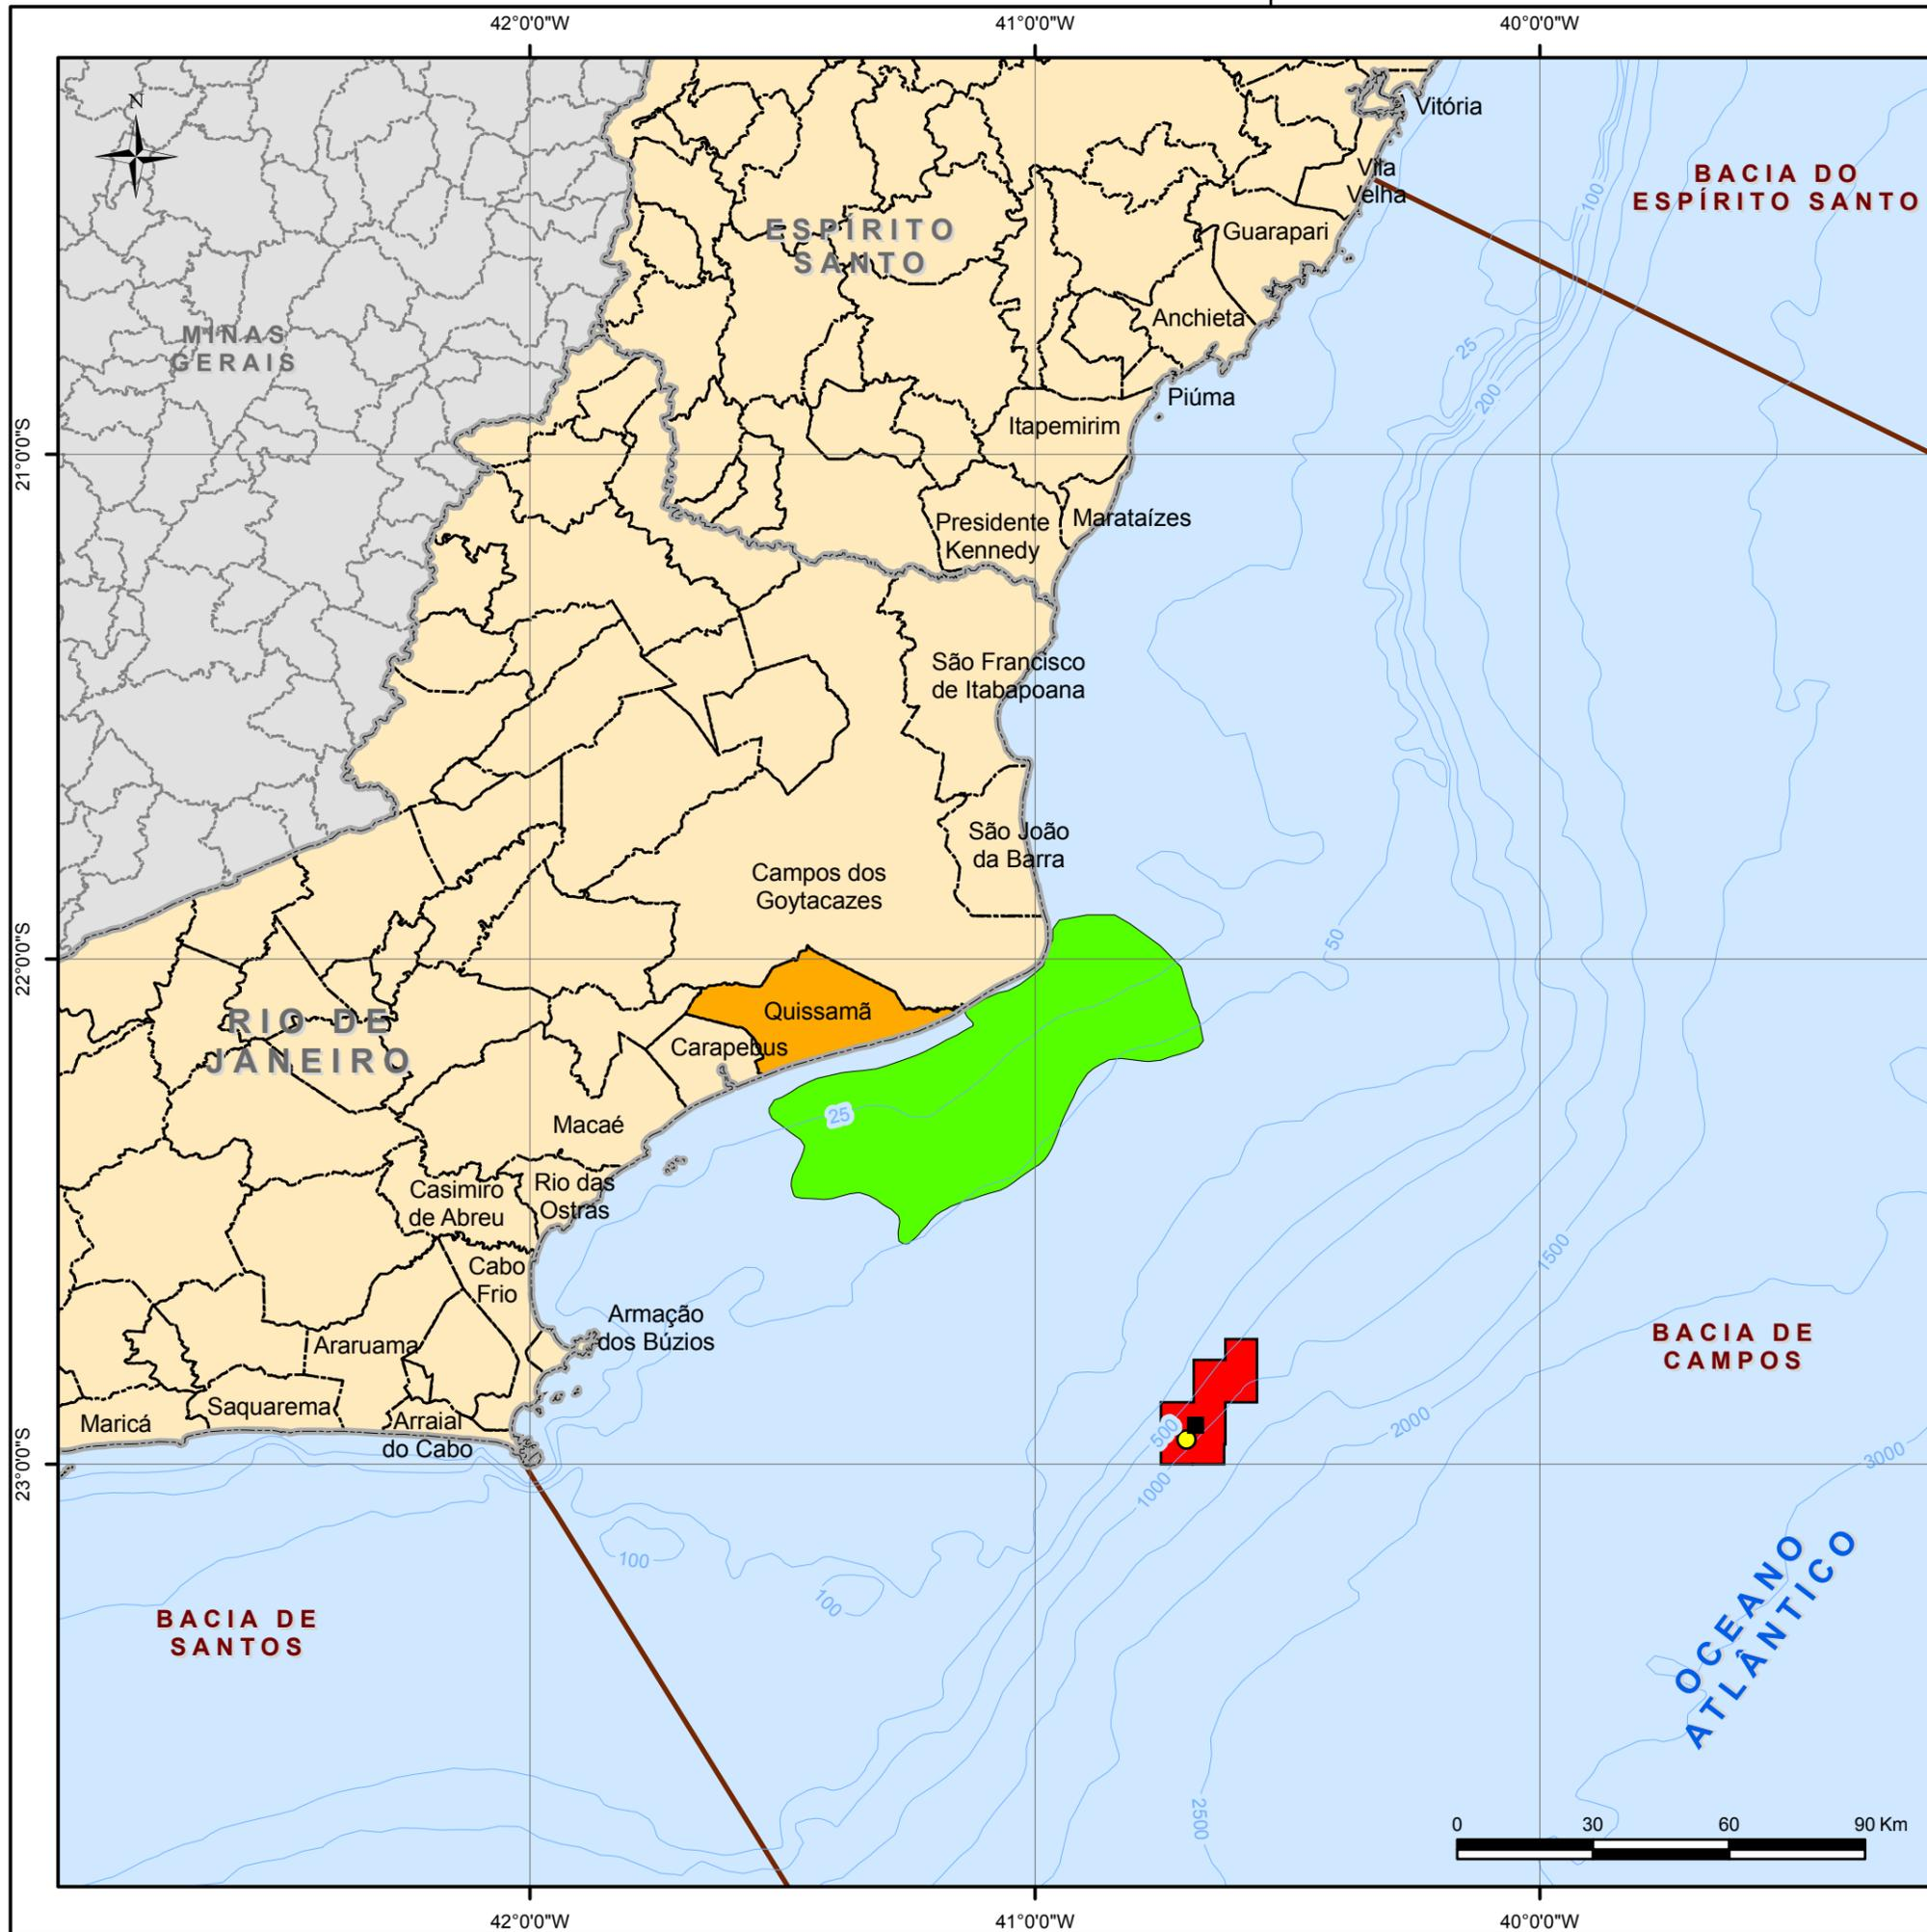 42°0'0"W
41°0'0"W
40°0'0"W
N
Vitória
Vila
Velha
BACIA DO
ESPÍRITO SANTO
100
ESPÍRITO
SANTO
Guarapari
MINAS
GERAIS
Anchieta
25
200
Piúma
Itapemirim
21°0'0"S
Presidente
Kennedy
Marataízes
São Francisco
de Itabapoana
São João
da Barra
Campos dos
Goytacazes
50
22°0'0"S
Quissamã
RIO DE
JANEIRO
Carapebus
25
Macaé
Casimiro
de Abreu
Rio das
Ostras
1500
Cabo
Frio
Armação
dos Búzios
Araruama
BACIA DE
CAMPOS
Saquarema
Maricá
Arraial
do Cabo
500
2000
3000
23°0'0"S
1000
100
100
OCEANO
ATLÂNTICO
BACIA DE
SANTOS
2500
0 30 60 90 Km
42°0'0"W
41°0'0"W
40°0'0"W